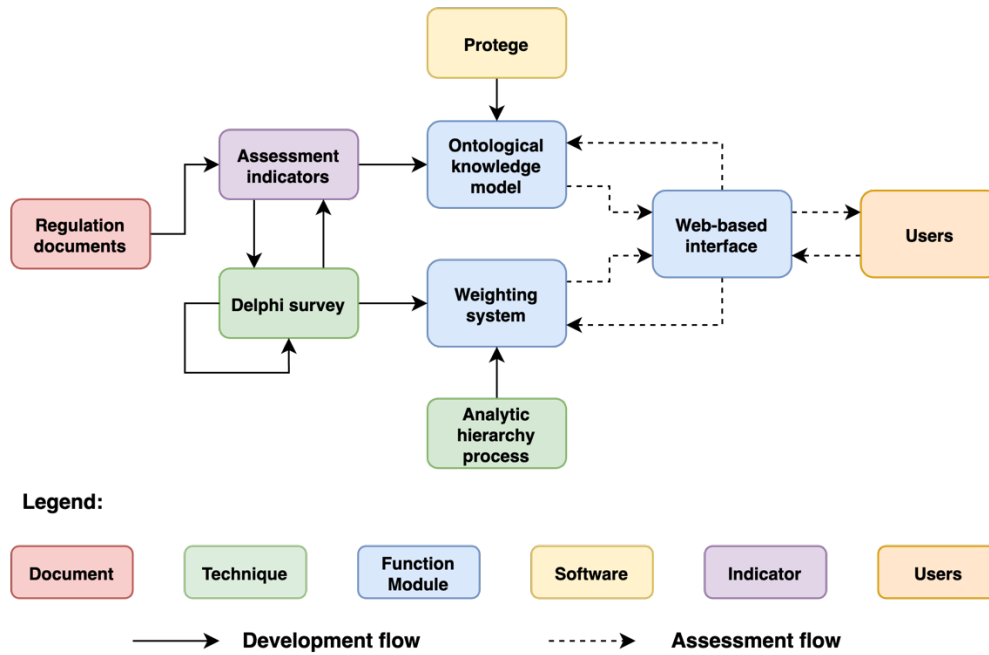 Protege
Assessment
indicators
Ontological
knowledge
model
Regulation
documents
Web-based
interface
Users
Delphi survey
Weighting
system
Analytic
hierarchy
process
Legend:
Document
Technique
Function
Module
Software
Indicator
Users
Development flow
Assessment flow